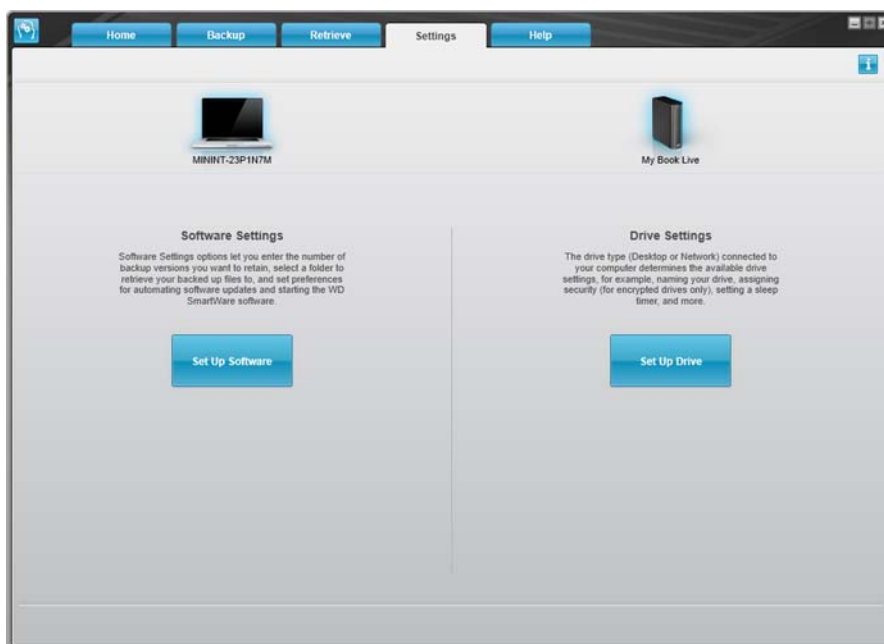 Home Backup Retrieve Settings Help
MININT-23P1N7M
My Book Live
Software Settings
Software Settings options let you enter the number of
backup versions you want to retain, select a folder to
retrieve your backed up files to, and set preferences
for automating software updates and starting the WD
SmartWare software.
Set Up Software
Drive Settings
The drive type (Desktop or Network) connected to
your computer determines the available drive
settings, for example, naming your drive, assigning
security (for encrypted drives only), setting a sleep
timer, and more.
Set Up Drive